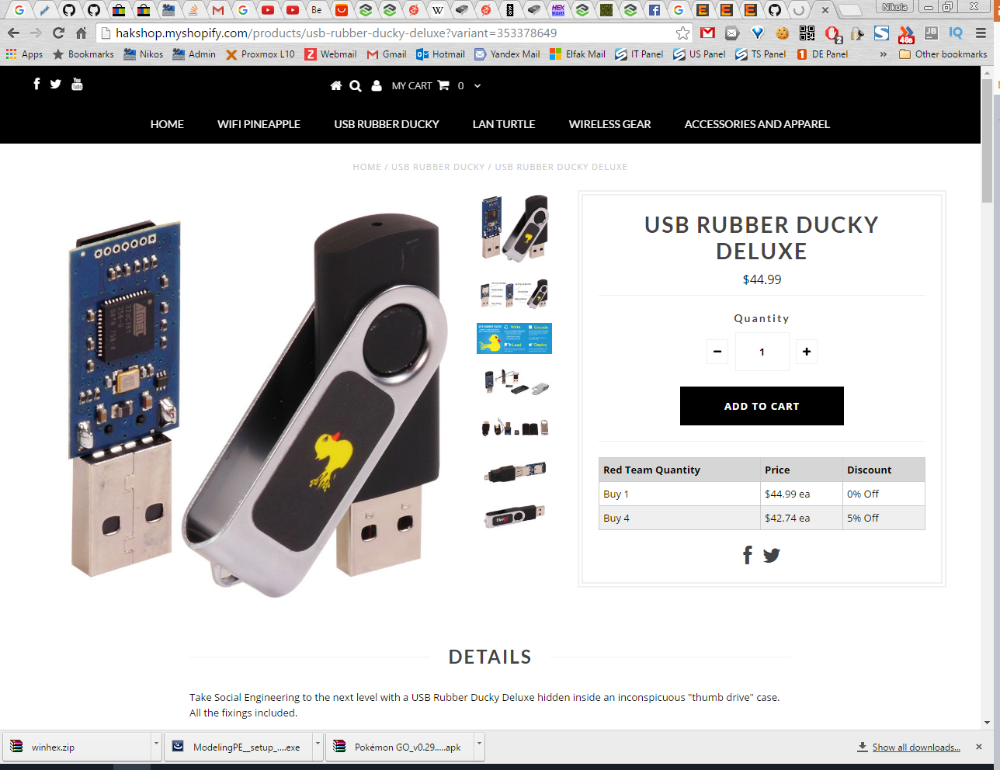 Be
Nikola
hakshop.myshopify.com/products/usb-rubber-ducky-deluxe?variant=353378649
Apps
Bookmarks
Nikos
Admin
Proxmox L10
Webmail
Gmail
Hotmail
Yandex Mail
Elfak Mail
IT Panel
US Panel
TS Panel
DE Panel
»
Other bookmarks
MY CART 0
HOME
WIFI PINEAPPLE
USB RUBBER DUCKY
LAN TURTLE
WIRELESS GEAR
ACCESSORIES AND APPAREL
HOME / USB RUBBER DUCKY / USB RUBBER DUCKY DELUXE
ATMEL
Write
Encode
Load
Deploy
USB RUBBER DUCKY
DELUXE
$44.99
Quantity
− 1 +
ADD TO CART
Red Team Quantity Price Discount
Buy 1 $44.99 ea 0% Off
Buy 4 $42.74 ea 5% Off
DETAILS
Take Social Engineering to the next level with a USB Rubber Ducky Deluxe hidden inside an inconspicuous "thumb drive" case.
All the fixings included.
winhex.zip
ModelingPE__setup_....exe
Pokémon GO_v0.29.....apk
Show all downloads...